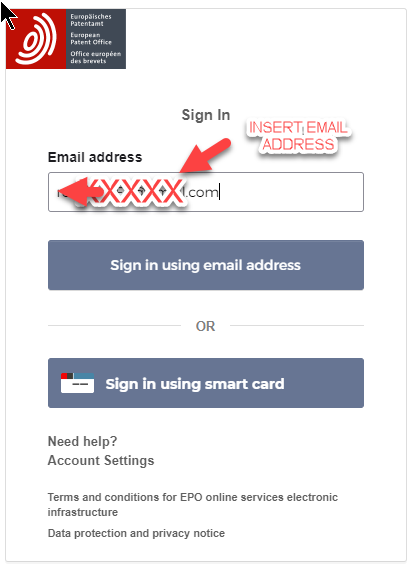 Europäisches
Patentamt
European
Patent Office
Office européen
des brevets
Sign In
INSERT EMAIL
ADDRESS
Email address
XXXXX.com
Sign in using email address
OR
Sign in using smart card
Need help?
Account Settings
Terms and conditions for EPO online services electronic
infrastructure
Data protection and privacy notice